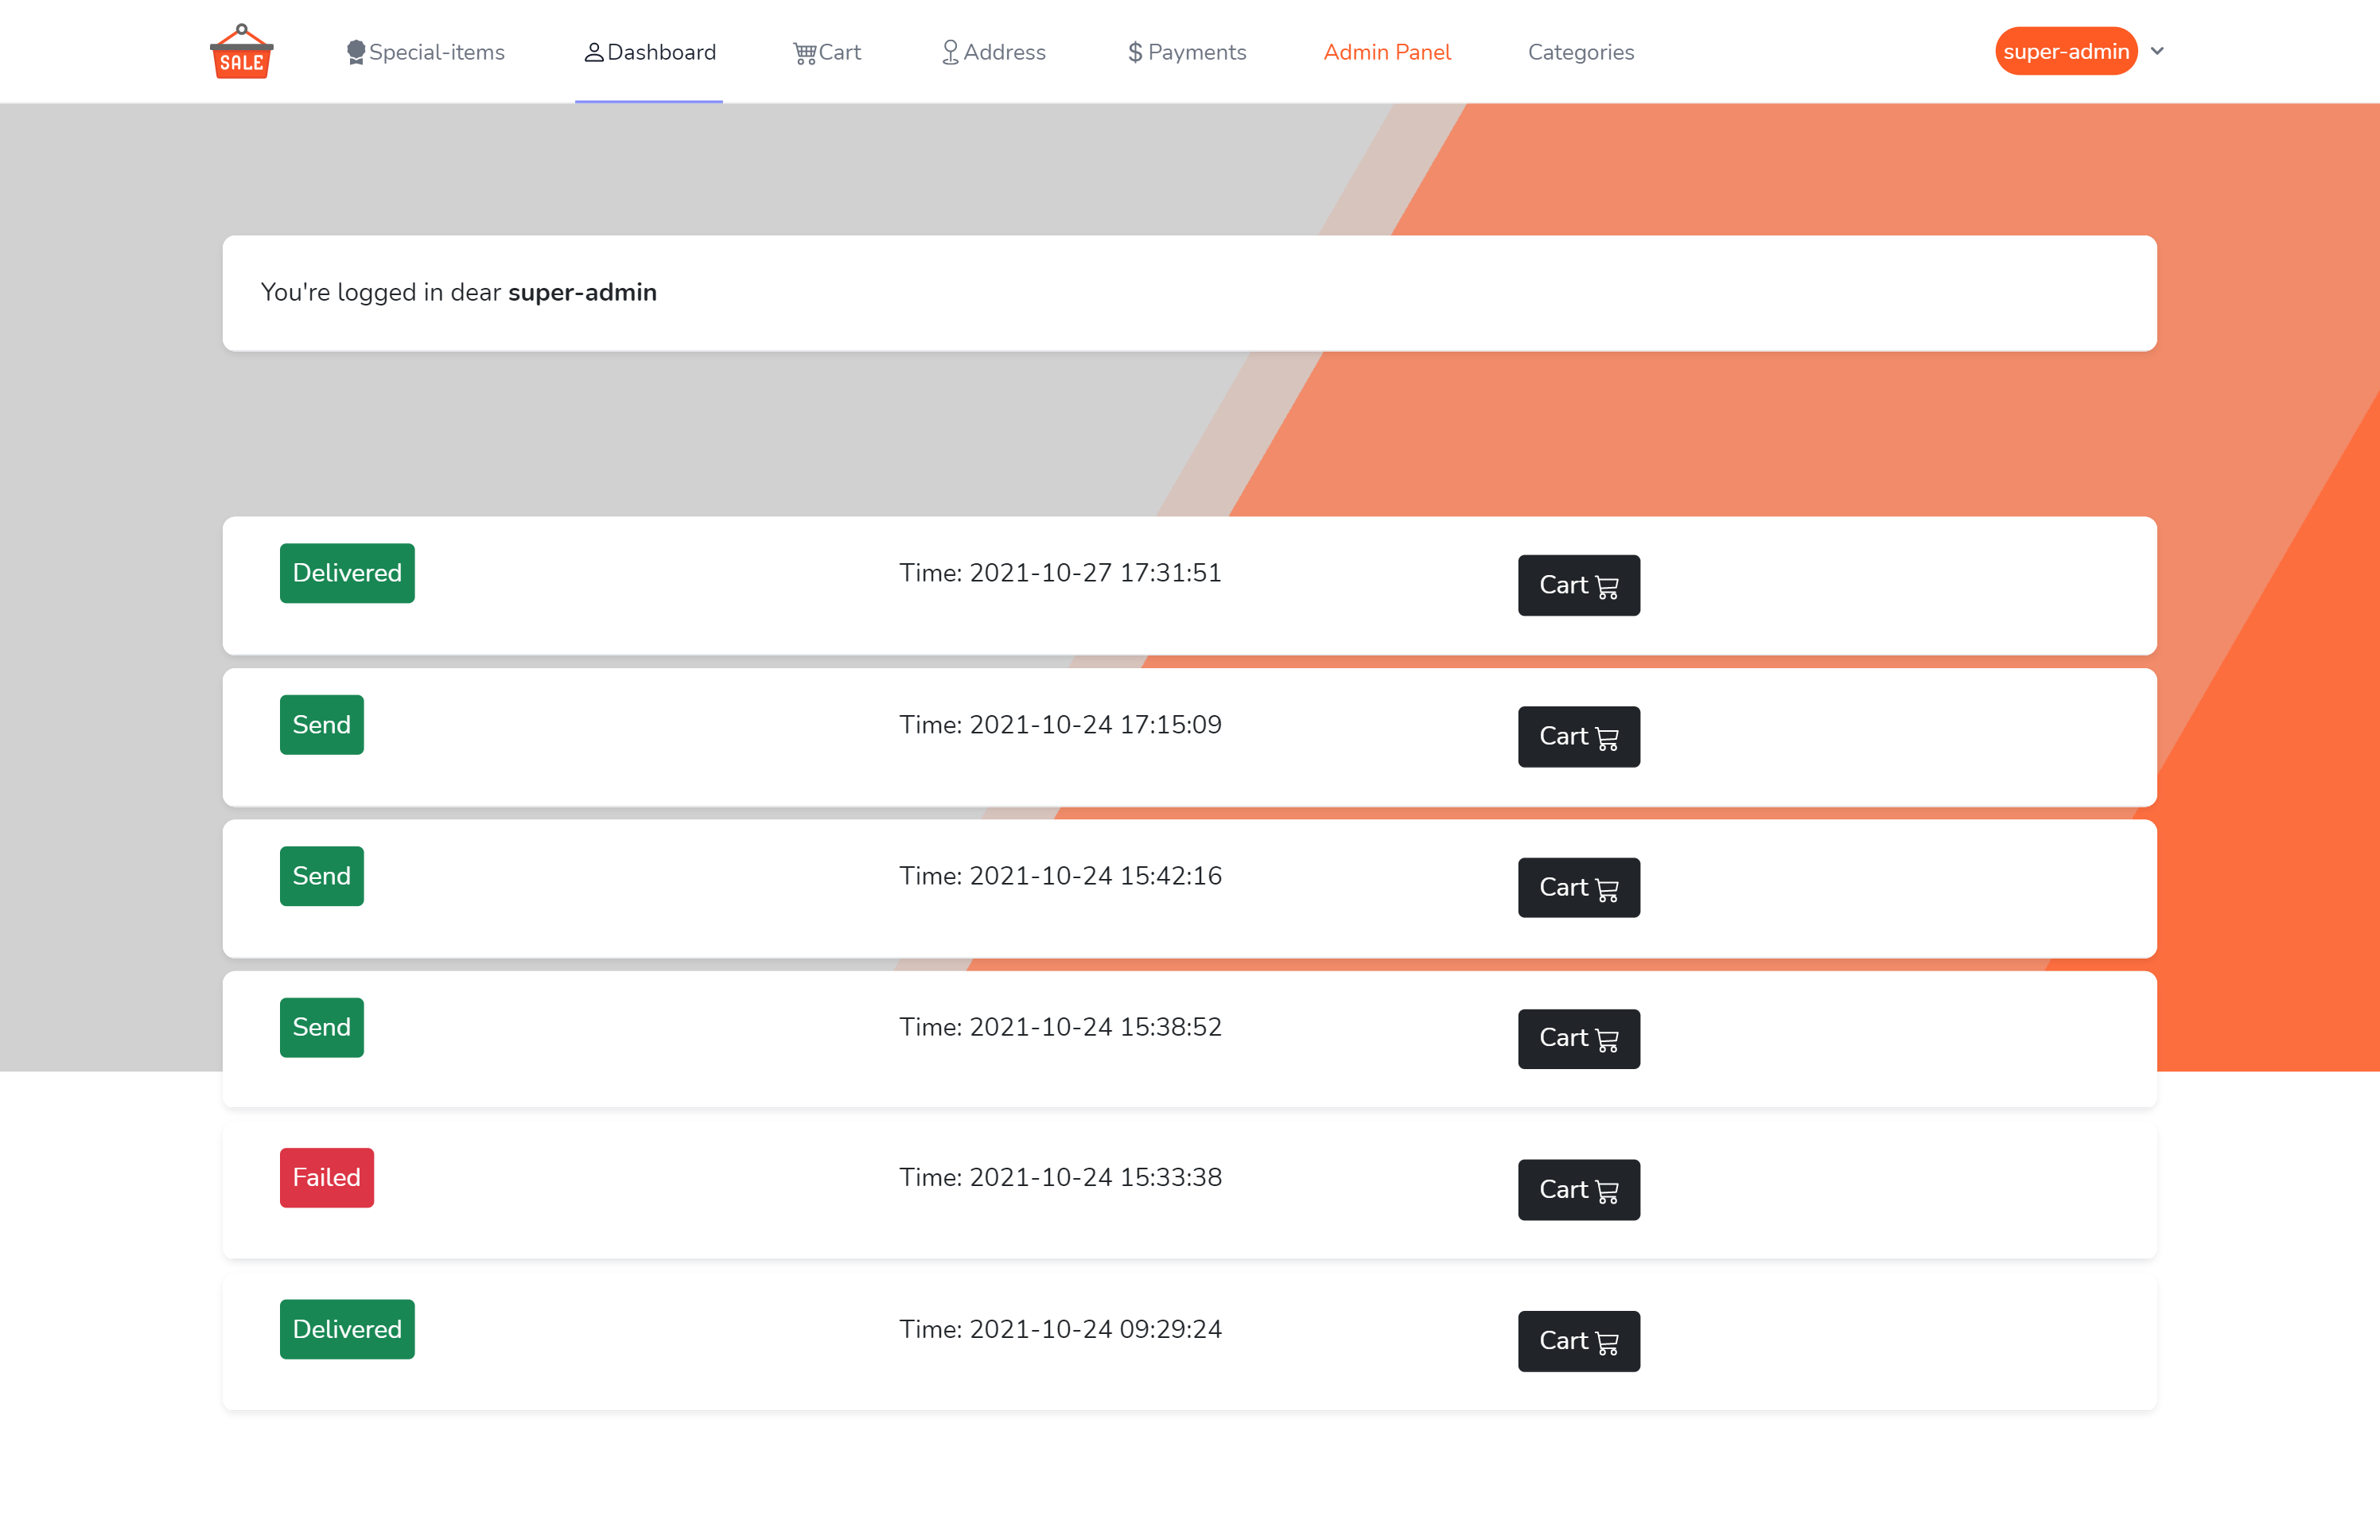 SALE Special-items Dashboard Cart Address $ Payments Admin Panel Categories super-admin
You're logged in dear super-admin
Delivered Time: 2021-10-27 17:31:51 Cart
Send Time: 2021-10-24 17:15:09 Cart
Send Time: 2021-10-24 15:42:16 Cart
Send Time: 2021-10-24 15:38:52 Cart
Failed Time: 2021-10-24 15:33:38 Cart
Delivered Time: 2021-10-24 09:29:24 Cart